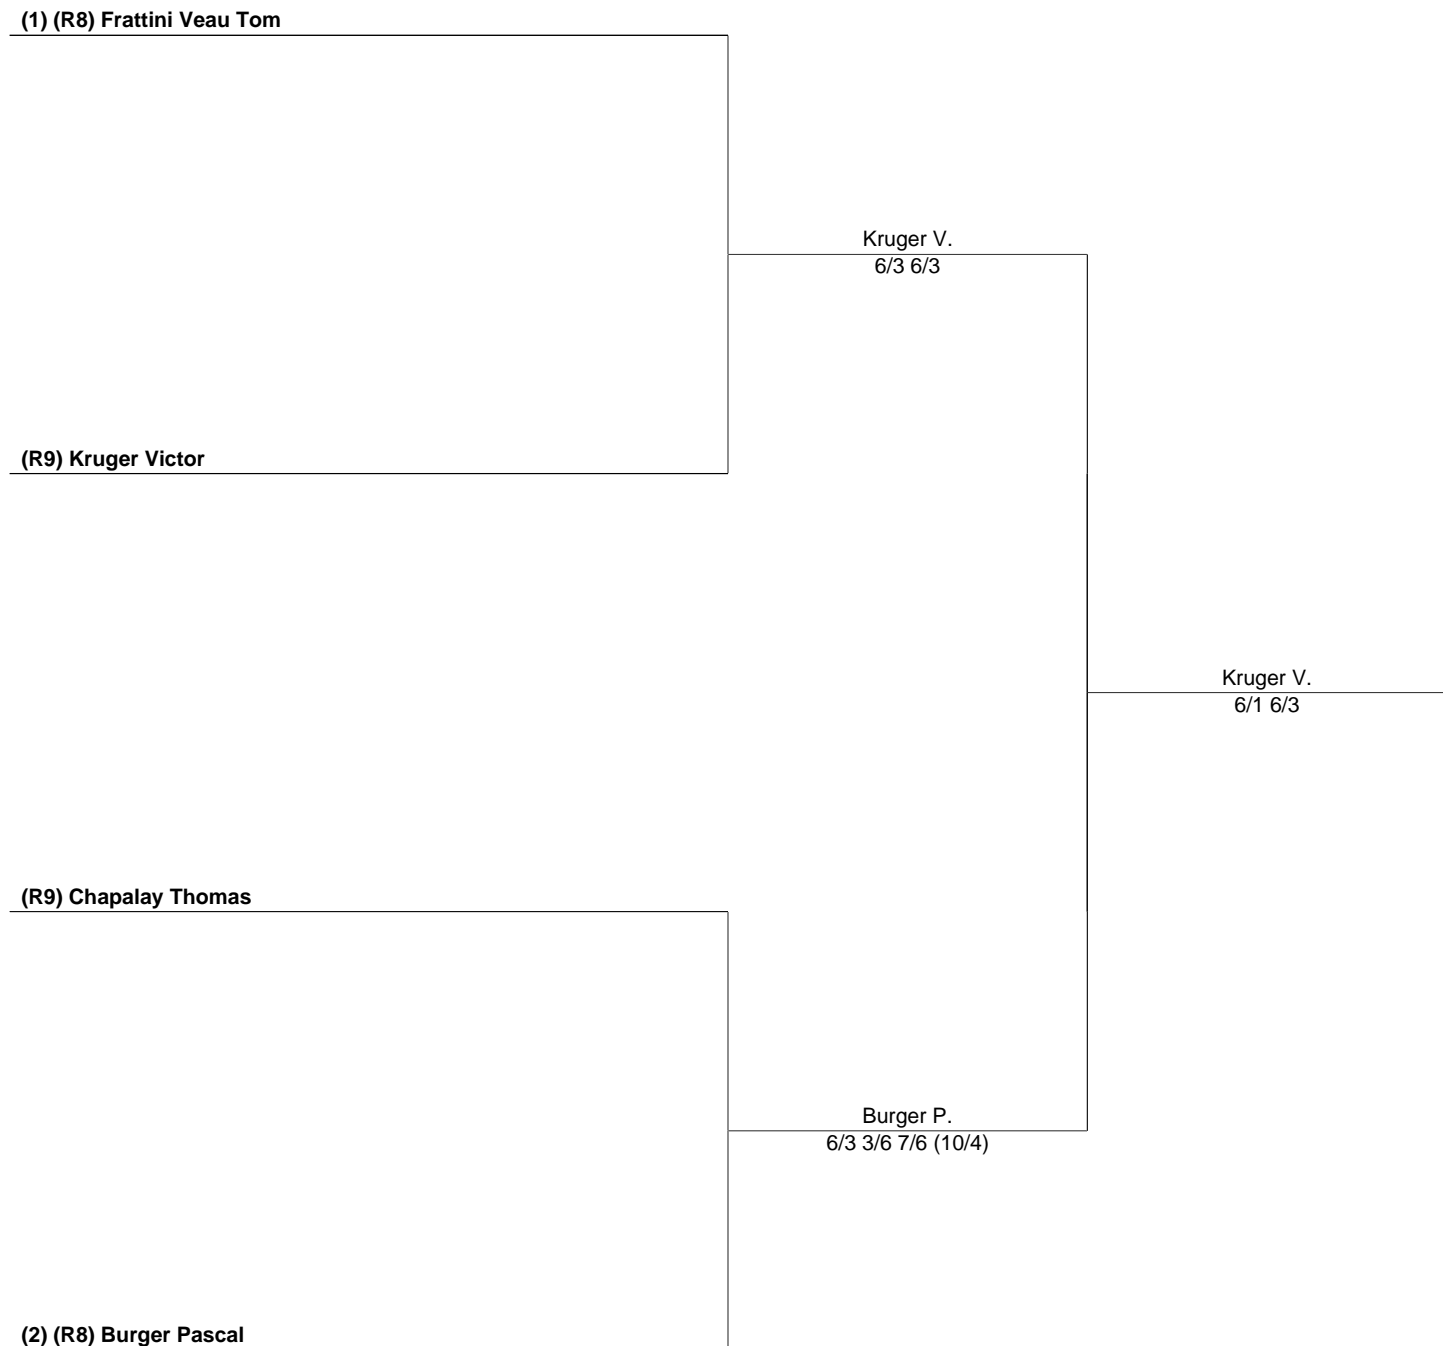 (1) (R8) Frattini Veau Tom
Kruger V.
6/3 6/3
(R9) Kruger Victor
Kruger V.
6/1 6/3
(R9) Chapalay Thomas
Burger P.
6/3 3/6 7/6 (10/4)
(2) (R8) Burger Pascal